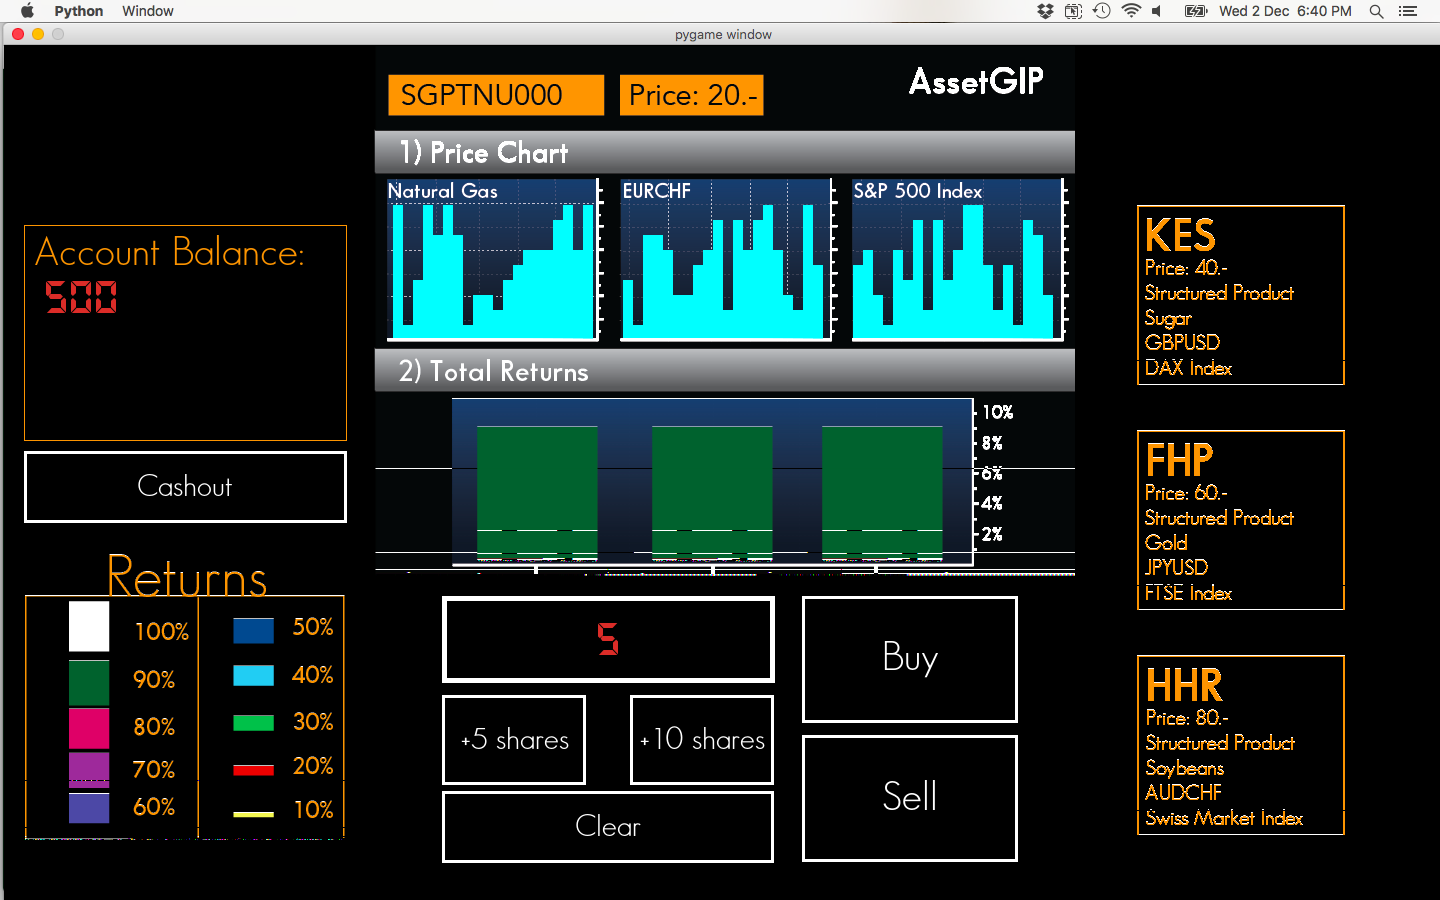 Python Window
Wed 2 Dec 6:40 PM
pygame window
SGPTNU000
Price: 20.-
AssetGIP
1) Price Chart
Natural Gas
EURCHF
S&P 500 Index
Account Balance:
500
Cashout
2) Total Returns
10%
8%
6%
4%
2%
Returns
100%
90%
80%
70%
60%
50%
40%
30%
20%
10%
5
+5 shares
+10 shares
Clear
Buy
Sell
KES
Price: 40.-
Structured Product
Sugar
GBPUSD
DAX Index
FHP
Price: 60.-
Structured Product
Gold
JPYUSD
FTSE Index
HHR
Price: 80.-
Structured Product
Soybeans
AUDCHF
Swiss Market Index